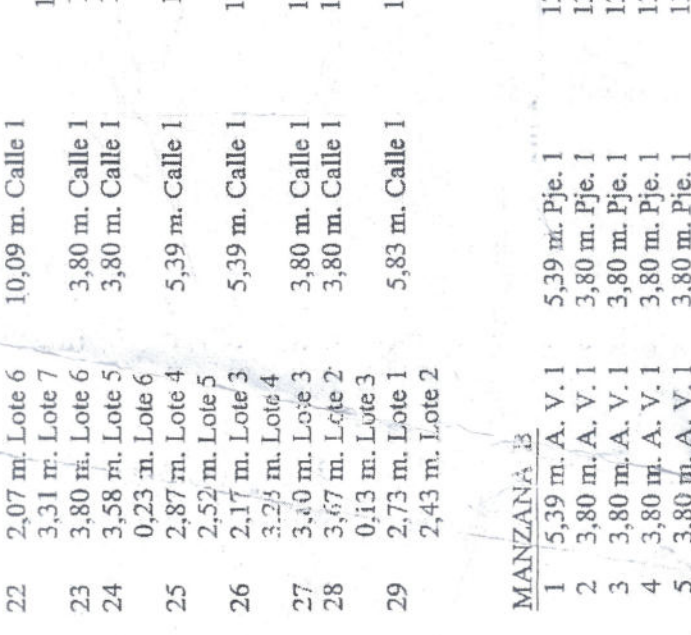 22 2,07 m. Lote 6 10,09 m. Calle 1
3,31 m. Lote 7
23 3,80 m. Lote 6 3,80 m. Calle 1
24 3,58 m. Lote 5 3,80 m. Calle 1
0,23 m. Lote 6
25 2,87 m. Lote 4 5,39 m. Calle 1
2,52 m. Lote 5
26 2,17 m. Lote 3 5,39 m. Calle 1
m. Lote 4
27 m. Lote 3 3,80 m. Calle 1
28 m. Lote 2 3,80 m. Calle 1
0,13 m. Lote 3
29 2,73 m. Lote 1 5,83 m. Calle 1
2,43 m. Lote 2
MANZANA B
1 5,39 m. A. V. 1 5,39 m. Pje. 1
2 3,80 m. A. V. 1 3,80 m. Pje. 1
3 3,80 m. A. V. 1 3,80 m. Pje. 1
4 3,80 m. A. V. 1 3,80 m. Pje. 1
5 3,80 m. A. V. 1 3,80 m. Pje. 1